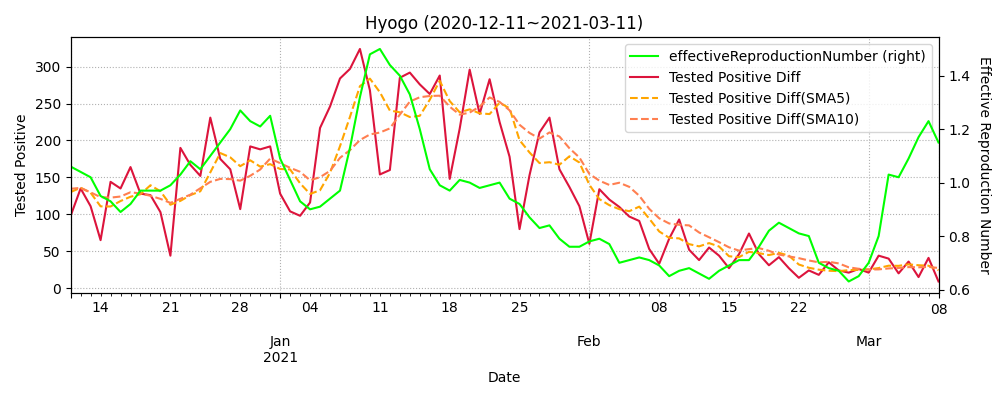 Hyogo (2020-12-11~2021-03-11)
effectiveReproductionNumber (right)
Tested Positive Diff
Tested Positive Diff(SMA5)
Tested Positive Diff(SMA10)
Tested Positive
300
250
200
150
100
50
0
Effective Reproduction Number
1.4
1.2
1.0
0.8
0.6
14 21 28 04 11 18 25 08 15 22 08
Jan Feb Mar
2021
Date